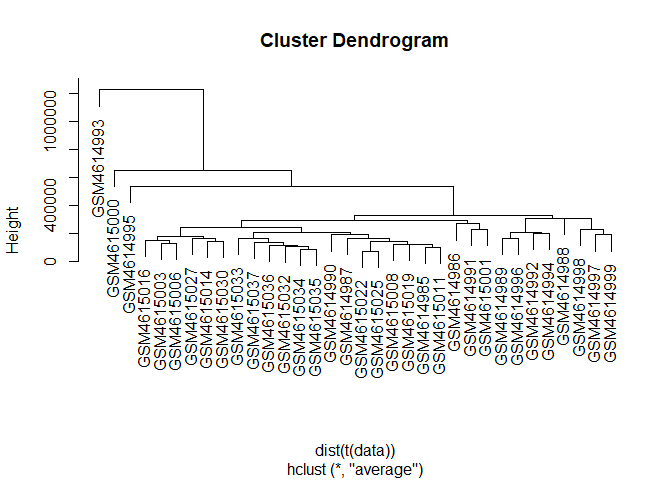 Cluster Dendrogram
Height
0
400000
1000000
GSM4614993
GSM4615000
GSM4614995
GSM4615016
GSM4615003
GSM4615006
GSM4615027
GSM4615014
GSM4615030
GSM4615033
GSM4615037
GSM4615036
GSM4615032
GSM4615034
GSM4615035
GSM4614990
GSM4614987
GSM4615022
GSM4615025
GSM4615008
GSM4615019
GSM4614985
GSM4615011
GSM4614986
GSM4614991
GSM4615001
GSM4614989
GSM4614996
GSM4614992
GSM4614994
GSM4614988
GSM4614998
GSM4614997
GSM4614999
dist(t(data))
hclust (*, "average")